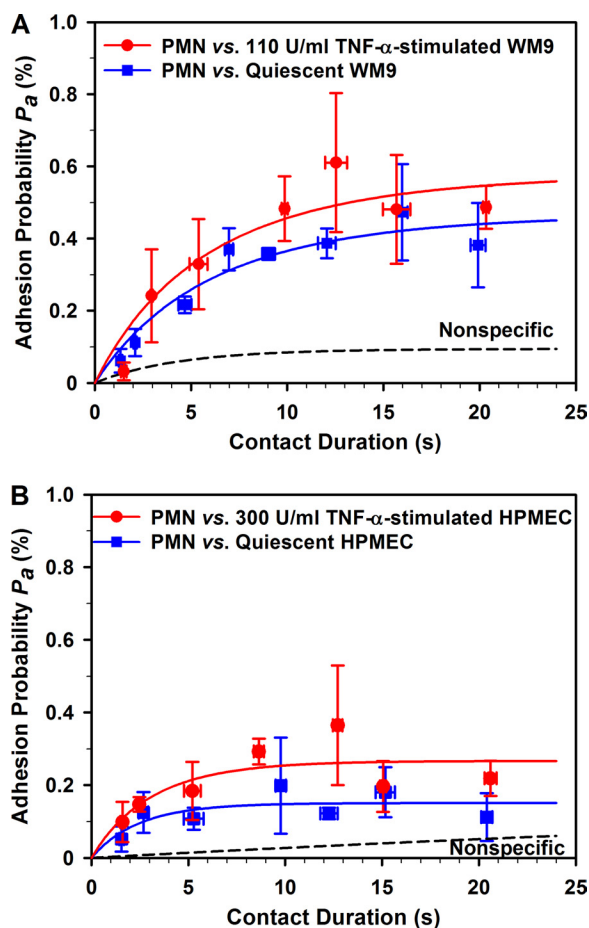 A
1.0
0.8
0.6
0.4
0.2
0
Adhesion Probability Pa (%)
PMN vs. 110 U/ml TNF-α-stimulated WM9
PMN vs. Quiescent WM9
Nonspecific
0 5 10 15 20 25
Contact Duration (s)
B
1.0
0.8
0.6
0.4
0.2
0
Adhesion Probability Pa (%)
PMN vs. 300 U/ml TNF-α-stimulated HPMEC
PMN vs. Quiescent HPMEC
Nonspecific
0 5 10 15 20 25
Contact Duration (s)